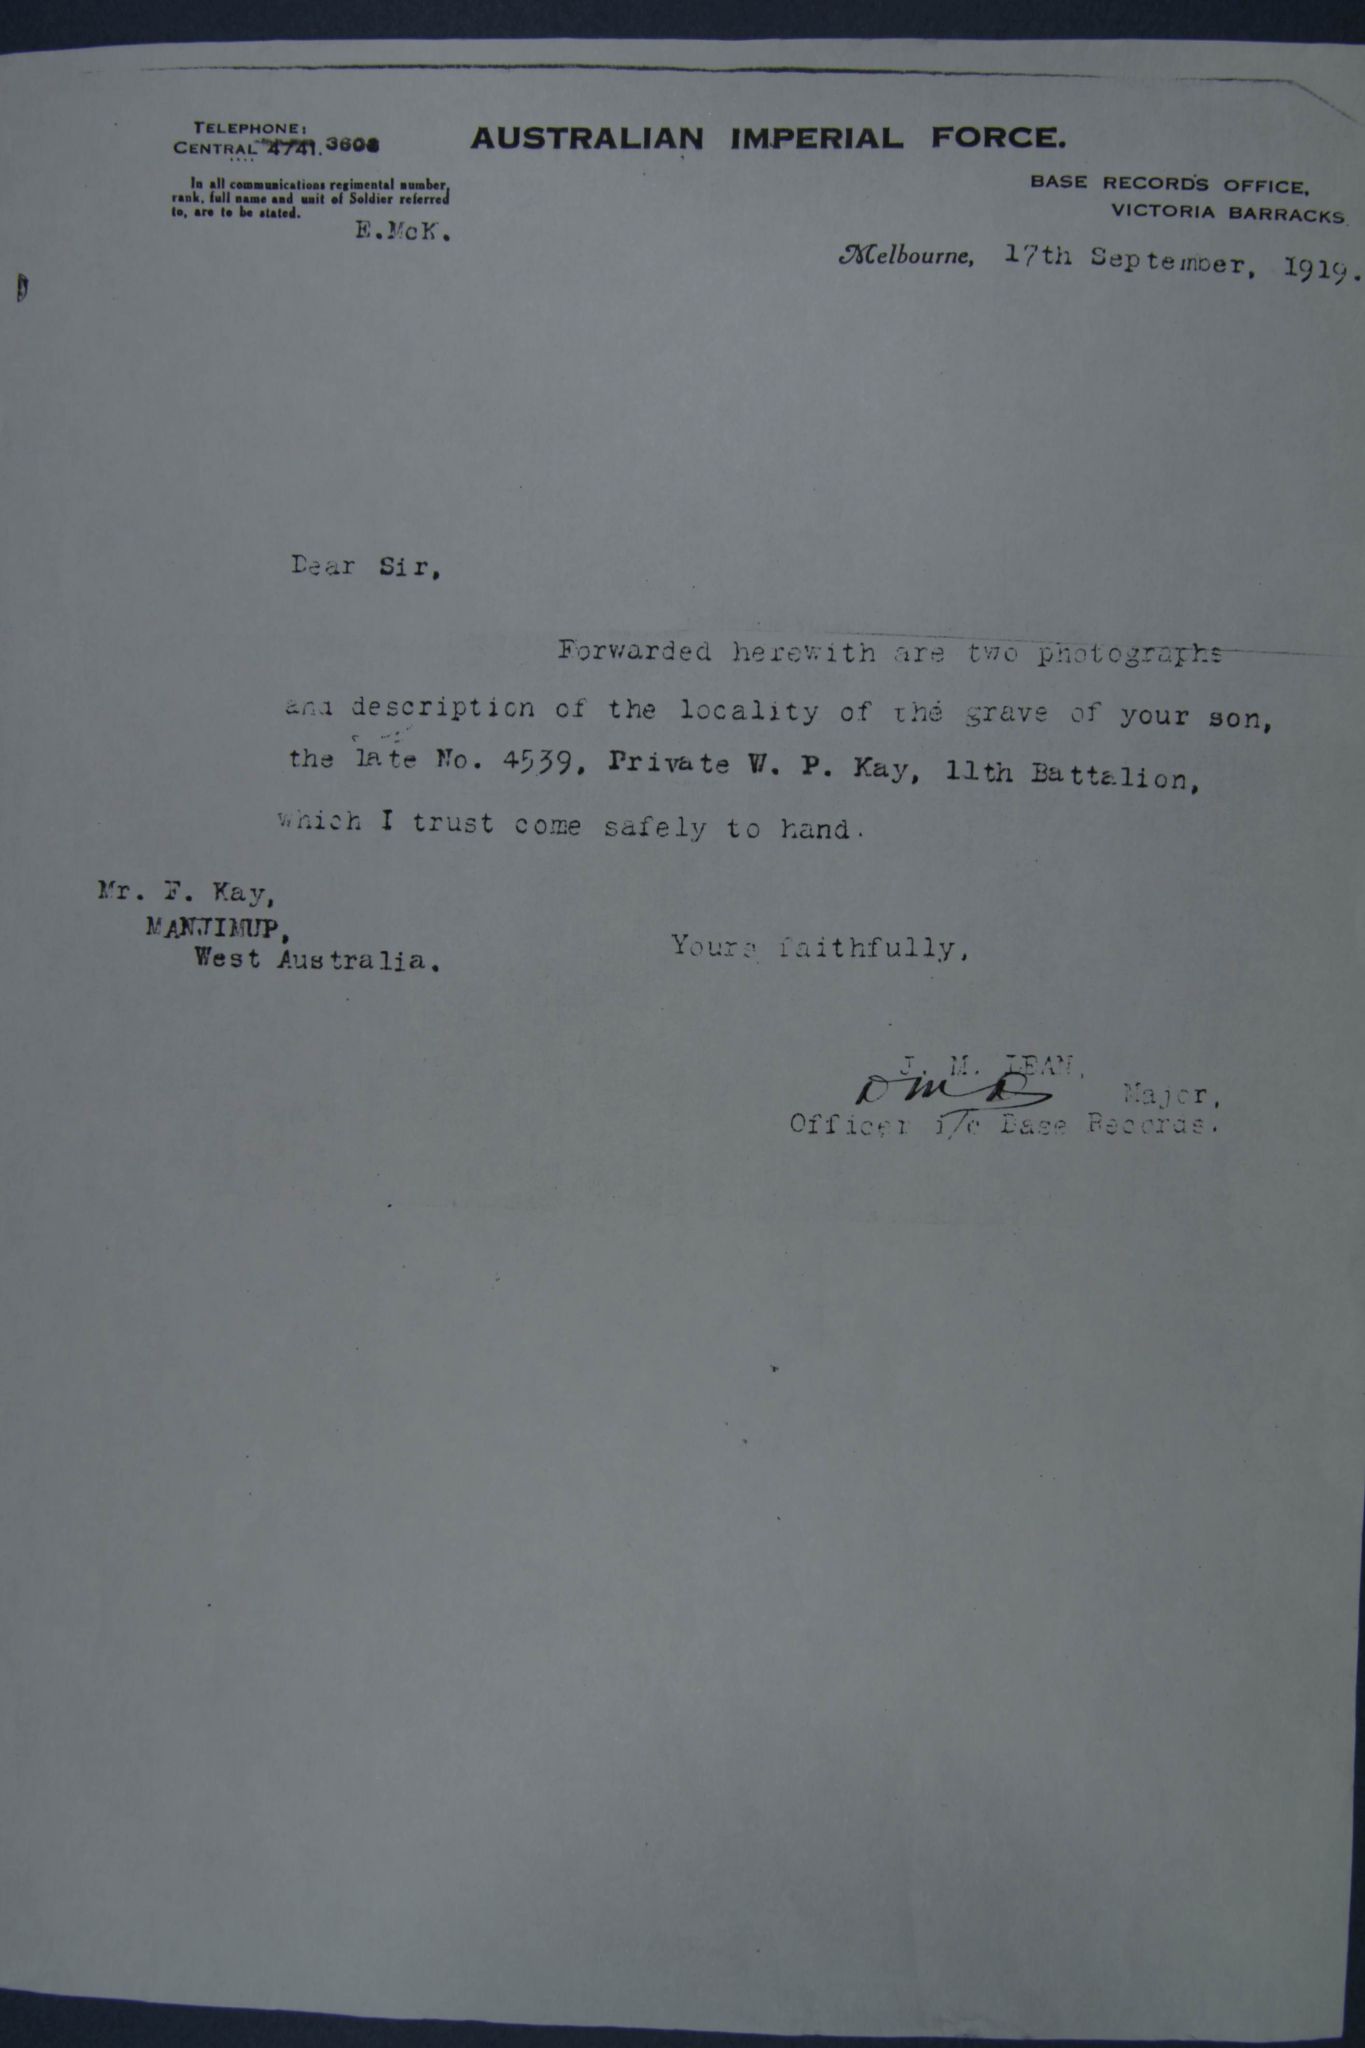 TELEPHONE:
CENTRAL 4741. 3608
AUSTRALIAN IMPERIAL FORCE.
In all communications regimental number,
rank, full name and unit of Soldier referred
to, are to be stated.
E.McK.
BASE RECORDS OFFICE,
VICTORIA BARRACKS
Melbourne, 17th September, 1919.
Dear Sir,
Forwarded herewith are two photographs
and description of the locality of the grave of your son,
the late No. 4539, Private W. P. Kay, 11th Battalion,
which I trust come safely to hand.
Mr. F. Kay,
MANJIMUP,
West Australia.
Yours faithfully,
J. M. LEAN,
Major,
Officer i/c Base Records.